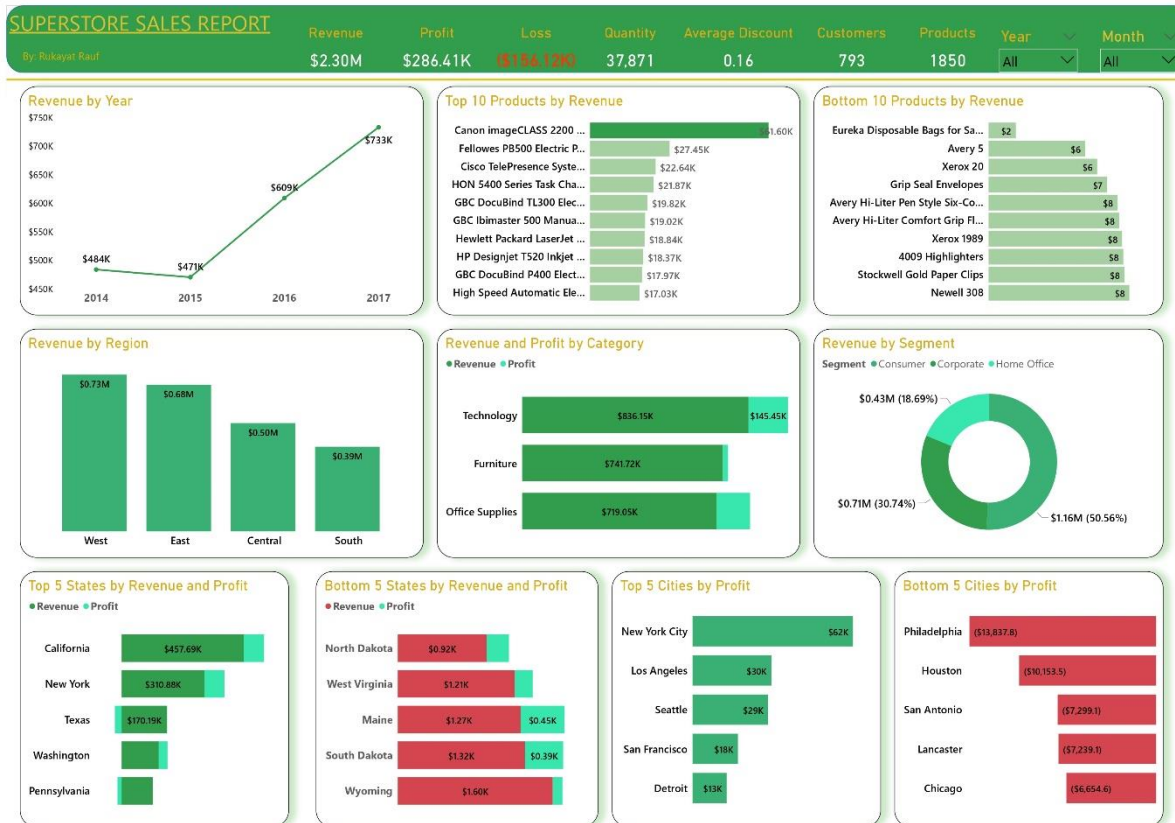 SUPERSTORE SALES REPORT
By: Rukayat Rauf
Revenue
$2.30M
Profit
$286.41K
Loss
($156.12K)
Quantity
37,871
Average Discount
0.16
Customers
793
Products
1850
Year
All
Month
All
Revenue by Year
$750K
$700K
$650K
$600K
$550K
$500K
$450K
$484K
$471K
$609K
$733K
2014 2015 2016 2017
Top 10 Products by Revenue
Canon imageCLASS 2200 ... $61.60K
Fellowes PB500 Electric P... $27.45K
Cisco TelePresence Syste... $22.64K
HON 5400 Series Task Cha... $21.87K
GBC DocuBind TL300 Elec... $19.82K
GBC Ibimaster 500 Manua... $19.02K
Hewlett Packard LaserJet ... $18.84K
HP Designjet T520 Inkjet ... $18.37K
GBC DocuBind P400 Elect... $17.97K
High Speed Automatic Ele... $17.03K
Bottom 10 Products by Revenue
Eureka Disposable Bags for Sa... $2
Avery 5 $6
Xerox 20 $6
Grip Seal Envelopes $7
Avery Hi-Liter Pen Style Six-Co... $8
Avery Hi-Liter Comfort Grip Fl... $8
Xerox 1989 $8
4009 Highlighters $8
Stockwell Gold Paper Clips $8
Newell 308 $8
Revenue by Region
$0.73M $0.68M $0.50M $0.39M
West East Central South
Revenue and Profit by Category
Revenue Profit
Technology $836.15K $145.45K
Furniture $741.72K
Office Supplies $719.05K
Revenue by Segment
Segment Consumer Corporate Home Office
$0.43M (18.69%)
$0.71M (30.74%)
$1.16M (50.56%)
Top 5 States by Revenue and Profit
Revenue Profit
California $457.69K
New York $310.88K
Texas $170.19K
Washington
Pennsylvania
Bottom 5 States by Revenue and Profit
Revenue Profit
North Dakota $0.92K
West Virginia $1.21K
Maine $1.27K $0.45K
South Dakota $1.32K $0.39K
Wyoming $1.60K
Top 5 Cities by Profit
New York City $62K
Los Angeles $30K
Seattle $29K
San Francisco $18K
Detroit $13K
Bottom 5 Cities by Profit
Philadelphia ($13,837.8)
Houston ($10,153.5)
San Antonio ($7,299.1)
Lancaster ($7,239.1)
Chicago ($6,654.6)